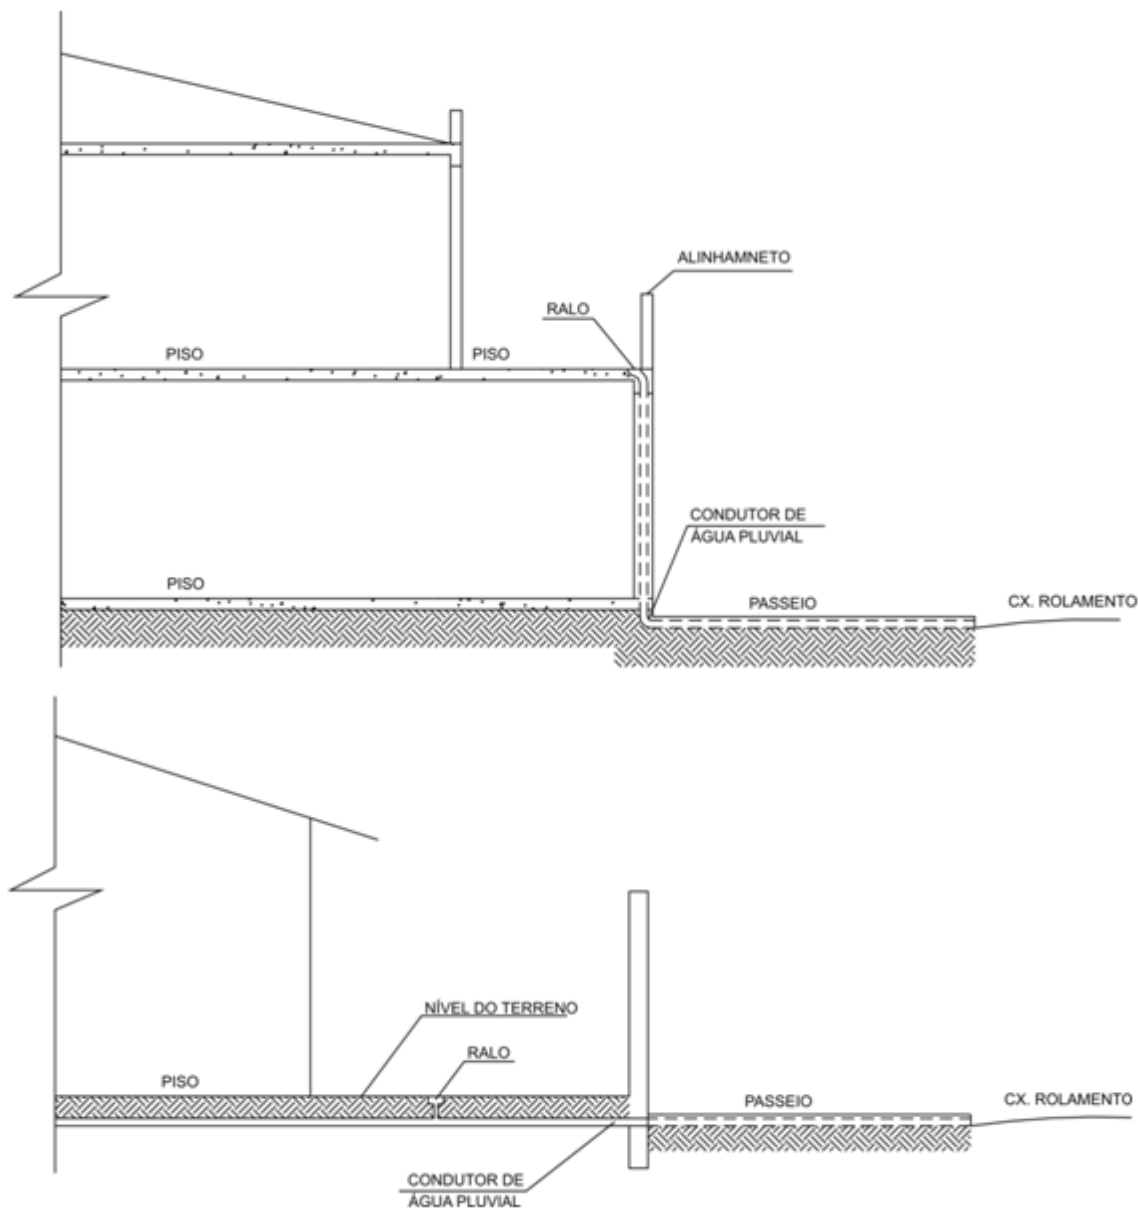 ALINHAMNETO
RALO
PISO
PISO
CONDUTOR DE
ÁGUA PLUVIAL
PISO
PASSEIO
CX. ROLAMENTO
NÍVEL DO TERRENO
RALO
PISO
PASSEIO
CX. ROLAMENTO
CONDUTOR DE
ÁGUA PLUVIAL